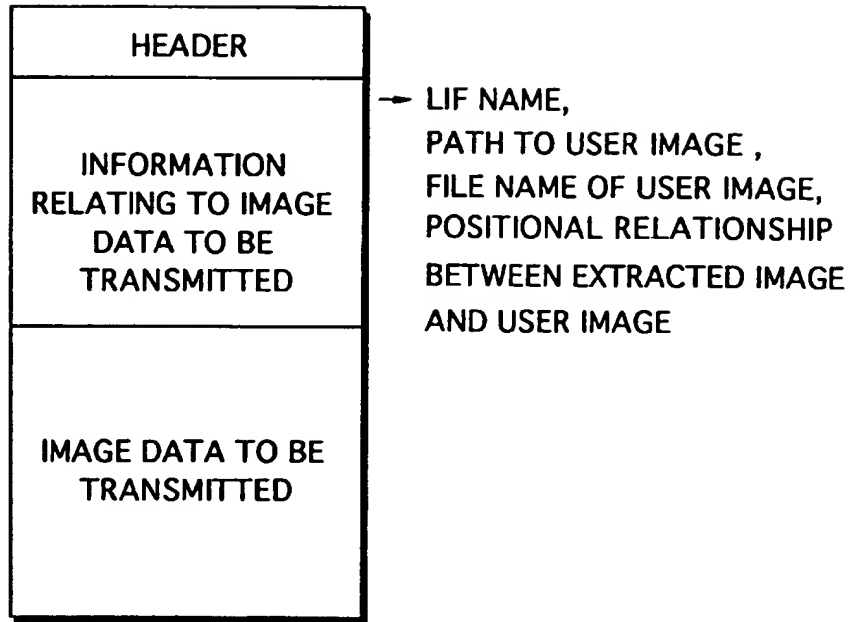 HEADER
INFORMATION
RELATING TO IMAGE
DATA TO BE
TRANSMITTED
IMAGE DATA TO BE
TRANSMITTED
LIF NAME,
PATH TO USER IMAGE ,
FILE NAME OF USER IMAGE,
POSITIONAL RELATIONSHIP
BETWEEN EXTRACTED IMAGE
AND USER IMAGE